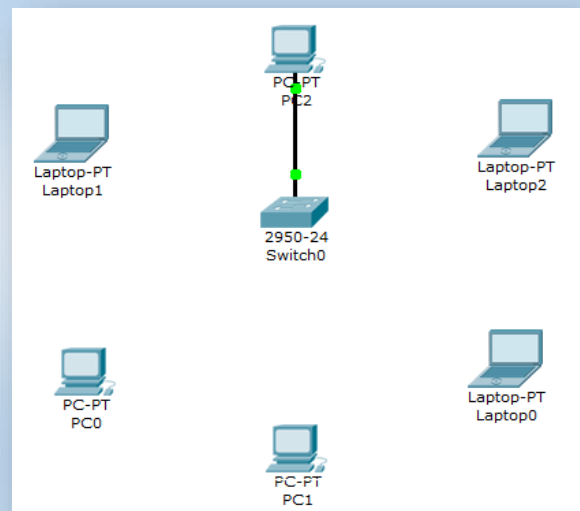 PC-PT
PC2
Laptop-PT
Laptop1
Laptop-PT
Laptop2
2950-24
Switch0
PC-PT
PC0
Laptop-PT
Laptop0
PC-PT
PC1